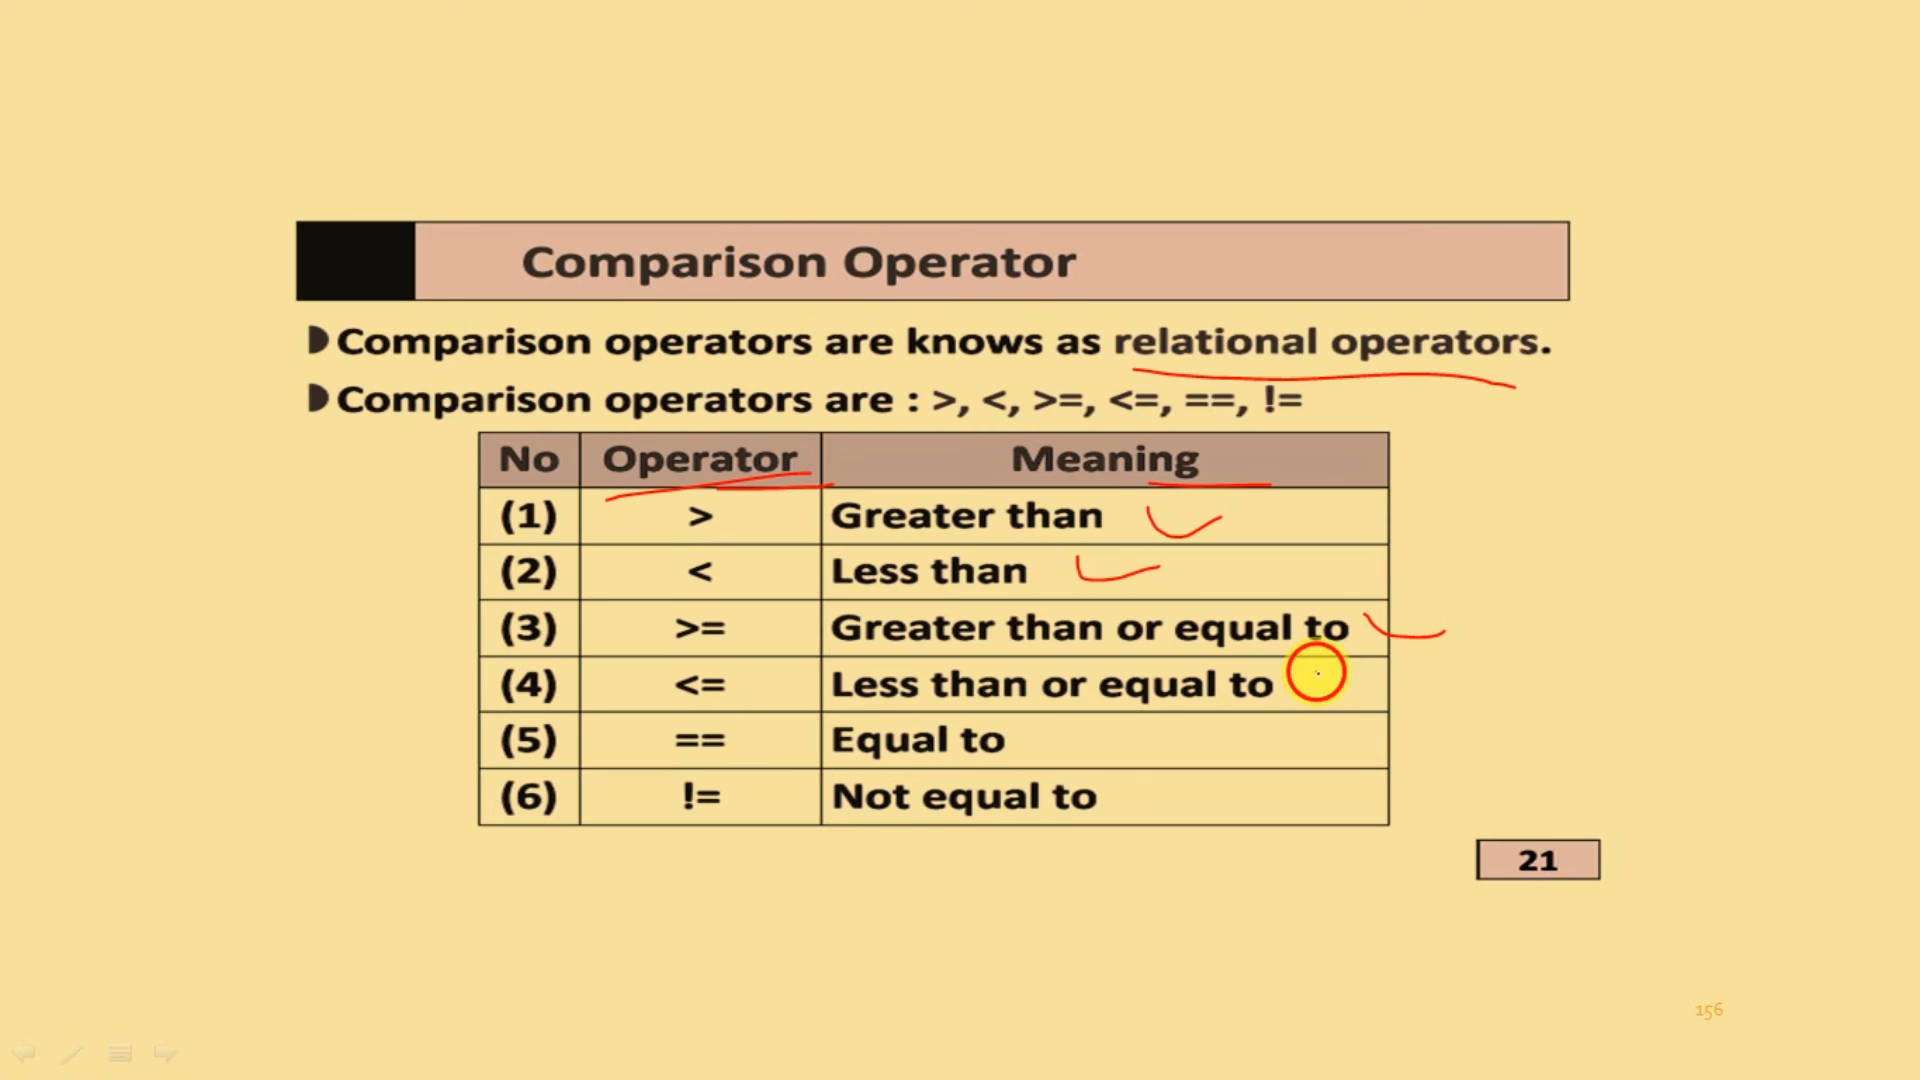 Comparison Operator
Comparison operators are knows as relational operators.
Comparison operators are : >, <, >=, <=, ==, !=
No Operator Meaning
(1) > Greater than
(2) < Less than
(3) >= Greater than or equal to
(4) <= Less than or equal to
(5) == Equal to
(6) != Not equal to
21
156